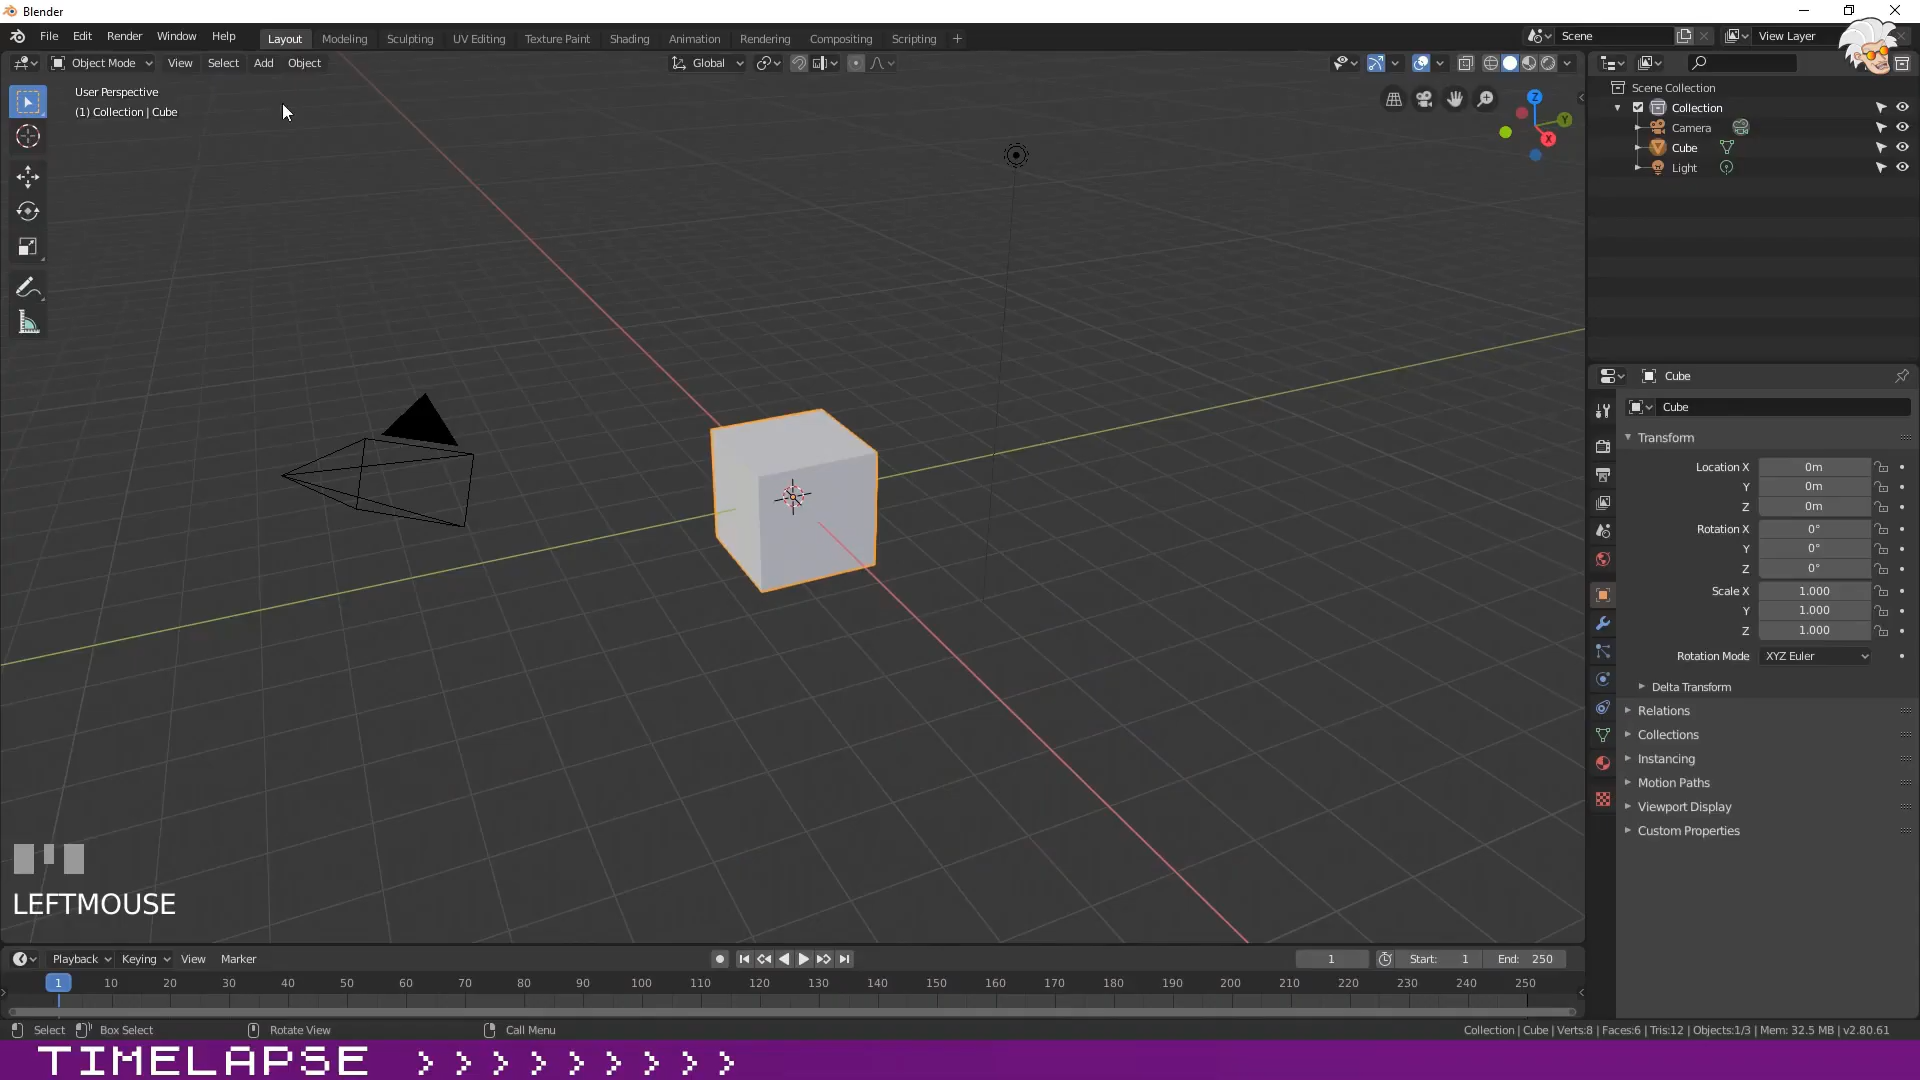 Blender
File Edit Render Window Help Layout Modeling Sculpting UV Editing Texture Paint Shading Animation Rendering Compositing Scripting + Scene View Layer
Object Mode View Select Add Object Global
User Perspective
(1) Collection | Cube
Z
Y
X
Scene Collection
Collection
Camera
Cube
Light
Cube
Cube
Transform
Location X 0m
Y 0m
Z 0m
Rotation X 0°
Y 0°
Z 0°
Scale X 1.000
Y 1.000
Z 1.000
Rotation Mode XYZ Euler
Delta Transform
Relations
Collections
Instancing
Motion Paths
Viewport Display
Custom Properties
LEFTMOUSE
Playback Keying View Marker 1 Start: 1 End: 250
1 10 20 30 40 50 60 70 80 90 100 110 120 130 140 150 160 170 180 190 200 210 220 230 240 250
Select Box Select Rotate View Call Menu Collection | Cube | Verts:8 | Faces:6 | Tris:12 | Objects:1/3 | Mem: 32.5 MB | v2.80.61
TIMELAPSE > > > > > > > > >